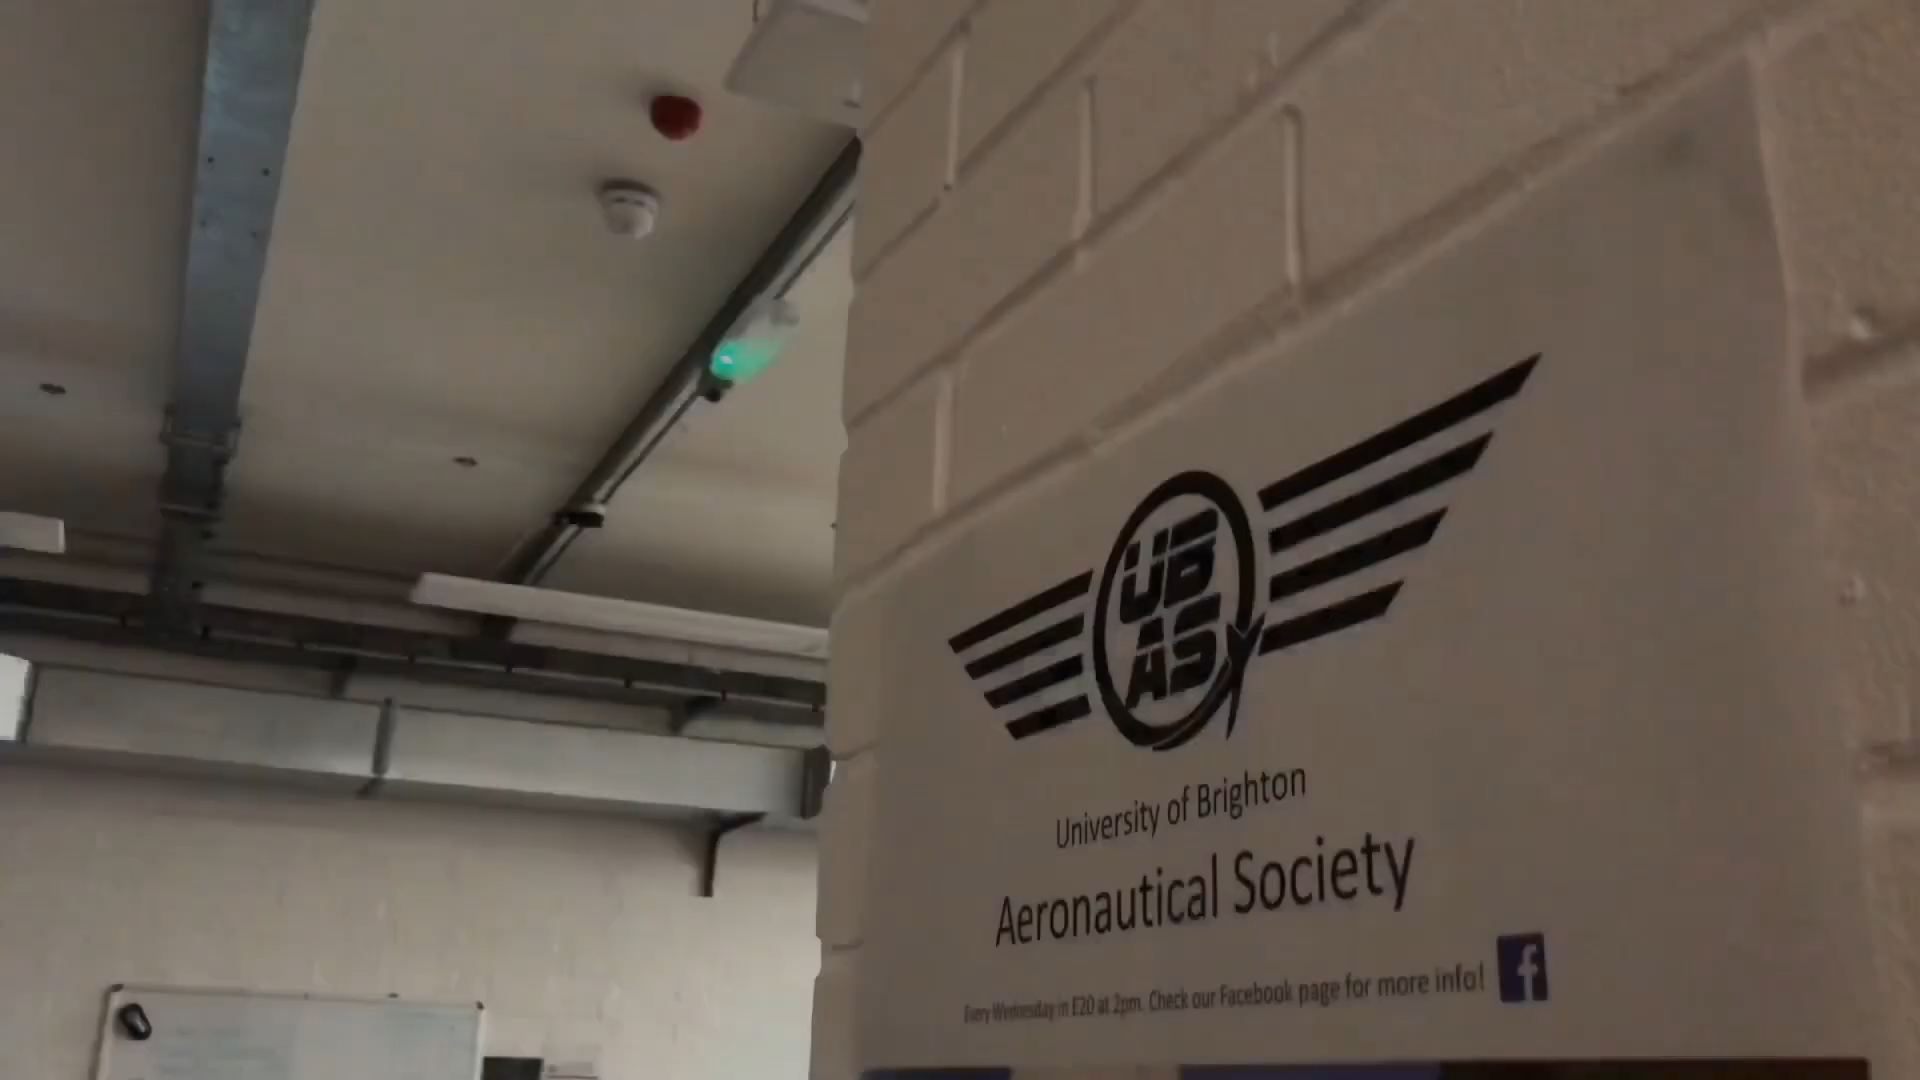 UB
AS
University of Brighton
Aeronautical Society
Every Wednesday in E20 at 2pm. Check our Facebook page for more info!
f